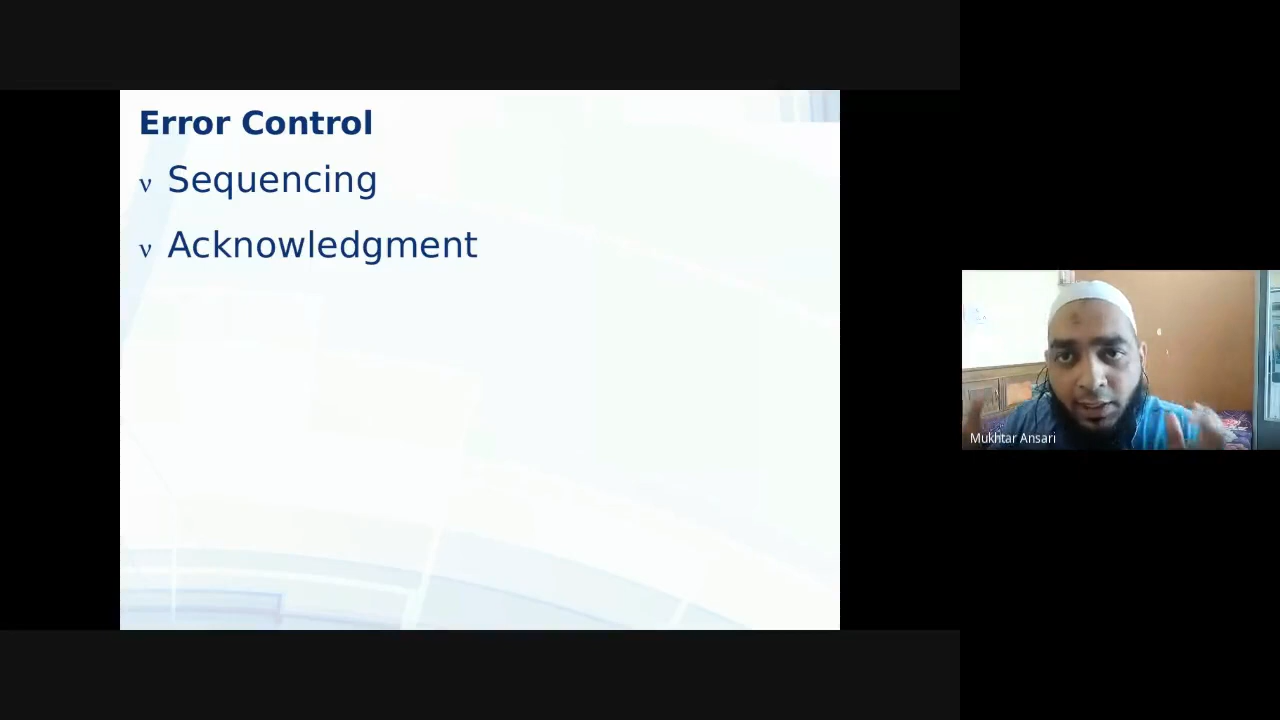 Error Control
ν Sequencing
ν Acknowledgment
Mukhtar Ansari